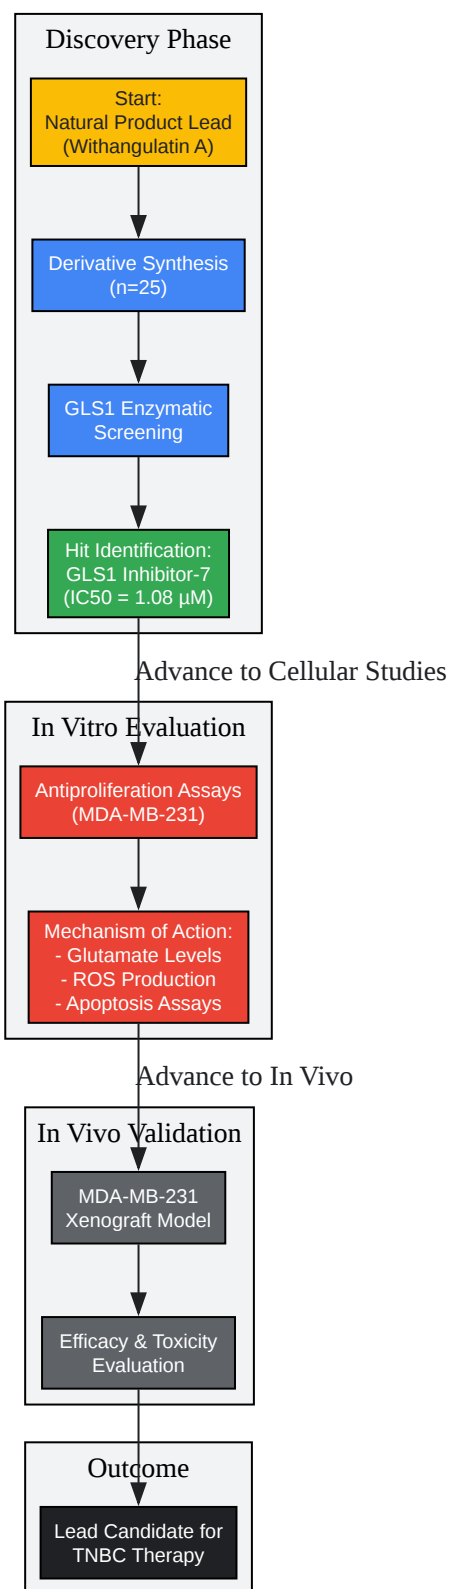 Discovery Phase
Start:
Natural Product Lead
(Withangulatin A)
Derivative Synthesis
(n=25)
GLS1 Enzymatic
Screening
Hit Identification:
GLS1 Inhibitor-7
(IC50 = 1.08 µM)
Advance to Cellular Studies
In Vitro Evaluation
Antiproliferation Assays
(MDA-MB-231)
Mechanism of Action:
- Glutamate Levels
- ROS Production
- Apoptosis Assays
Advance to In Vivo
In Vivo Validation
MDA-MB-231
Xenograft Model
Efficacy & Toxicity
Evaluation
Outcome
Lead Candidate for
TNBC Therapy